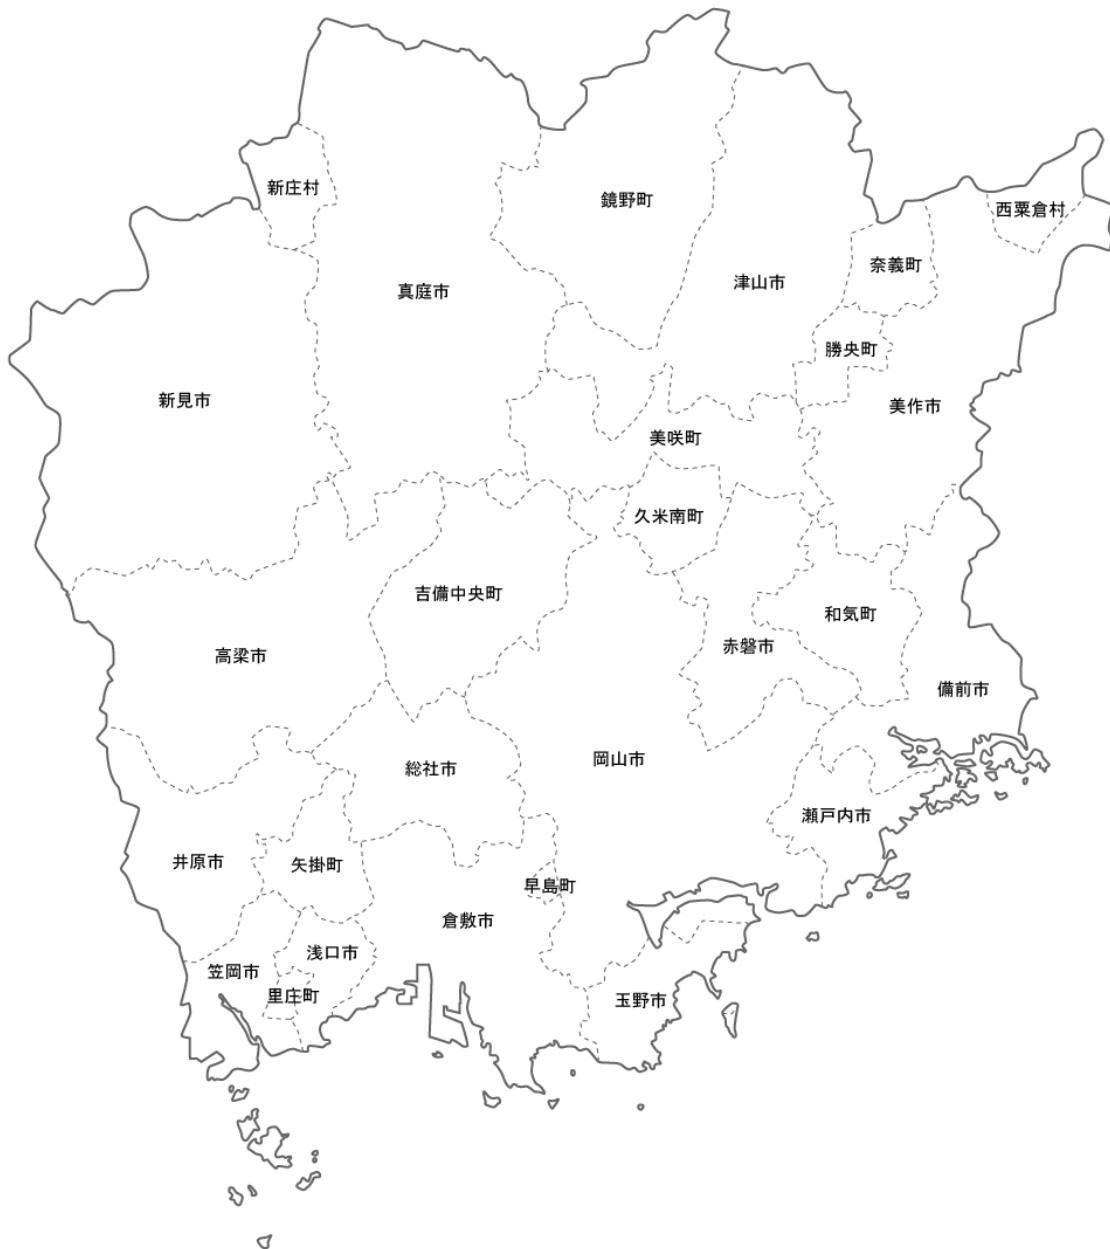 新庄村
鏡野町
西粟倉村
奈義町
津山市
真庭市
勝央町
新見市
美作市
美咲町
久米南町
吉備中央町
和気町
赤磐市
高梁市
備前市
岡山市
総社市
瀬戸内市
井原市
矢掛町
早島町
倉敷市
浅口市
笠岡市
里庄町
玉野市